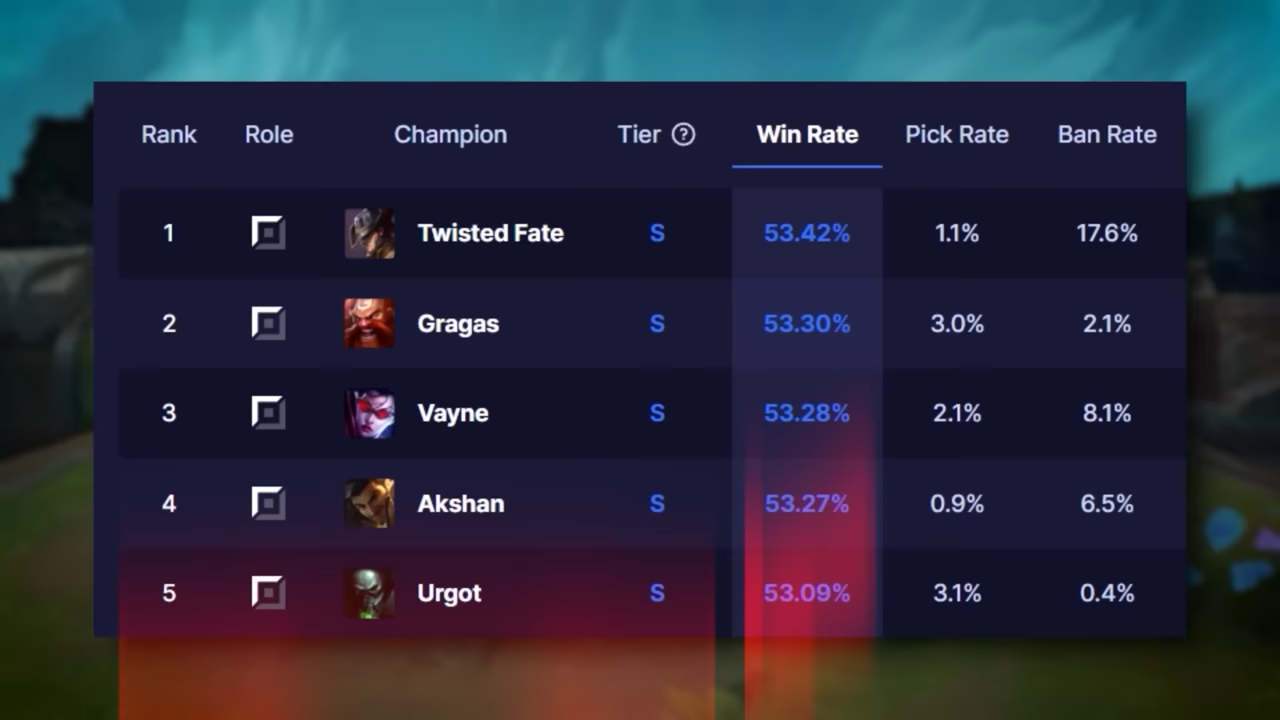 Rank Role Champion Tier ? Win Rate Pick Rate Ban Rate
1 Twisted Fate S 53.42% 1.1% 17.6%
2 Gragas S 53.30% 3.0% 2.1%
3 Vayne S 53.28% 2.1% 8.1%
4 Akshan S 53.27% 0.9% 6.5%
5 Urgot S 53.09% 3.1% 0.4%